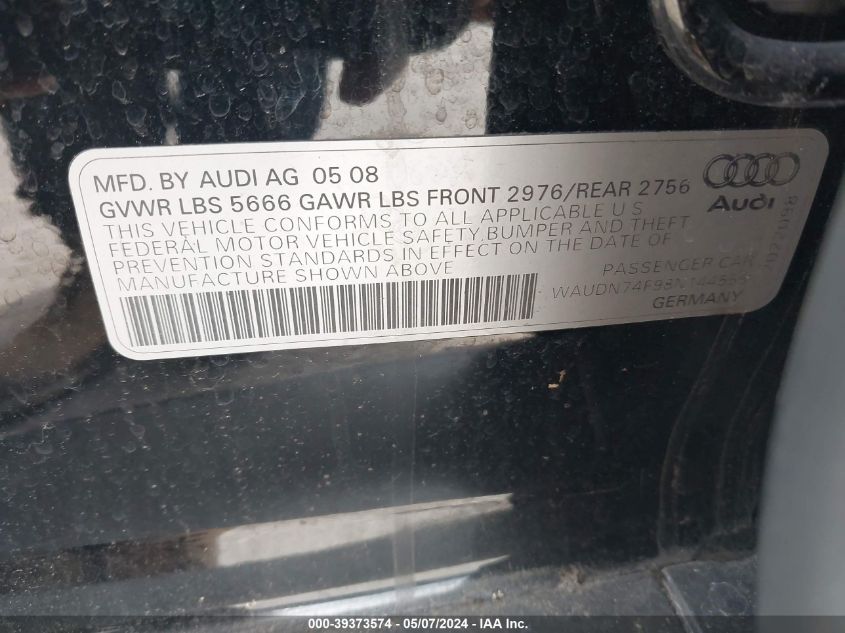 MFD. BY AUDI AG 05 08
GVWR LBS 5666 GAWR LBS FRONT 2976/REAR 2756
THIS VEHICLE CONFORMS TO ALL APPLICABLE U S
FEDERAL MOTOR VEHICLE SAFETY, BUMPER AND THEFT
PREVENTION STANDARDS IN EFFECT ON THE DATE OF
MANUFACTURE SHOWN ABOVE
Audi
PASSENGER CAR
GERMANY
000-39373574 / 05/07/2024 - IAA Inc.